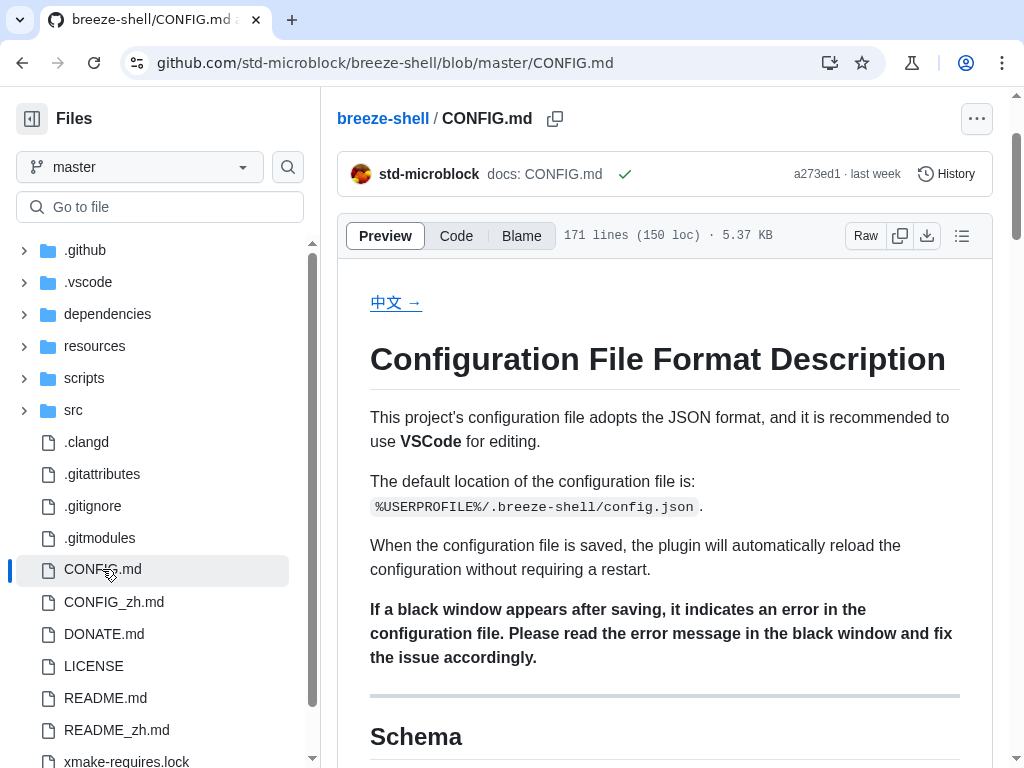 breeze-shell/CONFIG.md
github.com/std-microblock/breeze-shell/blob/master/CONFIG.md
Files
master
Go to file
.github
.vscode
dependencies
resources
scripts
src
.clangd
.gitattributes
.gitignore
.gitmodules
CONFIG.md
CONFIG_zh.md
DONATE.md
LICENSE
README.md
README_zh.md
xmake-requires.lock
breeze-shell / CONFIG.md
std-microblock docs: CONFIG.md
a273ed1 · last week
History
Preview
Code
Blame
171 lines (150 loc) · 5.37 KB
Raw
中文 →
Configuration File Format Description
This project's configuration file adopts the JSON format, and it is recommended to
use VSCode for editing.
The default location of the configuration file is:
%USERPROFILE%/.breeze-shell/config.json.
When the configuration file is saved, the plugin will automatically reload the
configuration without requiring a restart.
If a black window appears after saving, it indicates an error in the
configuration file. Please read the error message in the black window and fix
the issue accordingly.
Schema